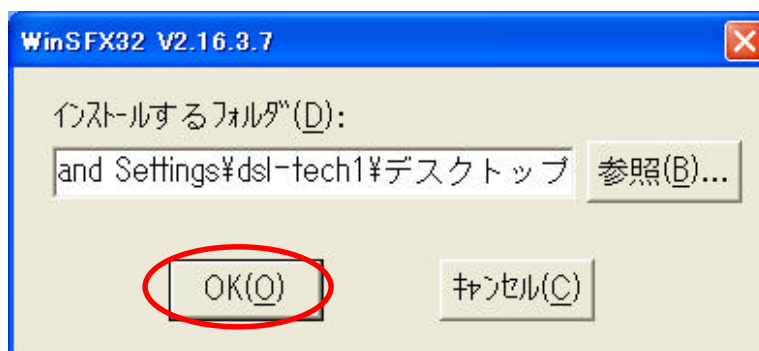 WinSFX32 V2.16.3.7
ｲﾝｽﾄｰﾙするﾌｫﾙﾀﾞ(D):
and Settings¥dsl-tech1¥デスクトップ
参照(B)...
OK(O)
ｷｬﾝｾﾙ(C)